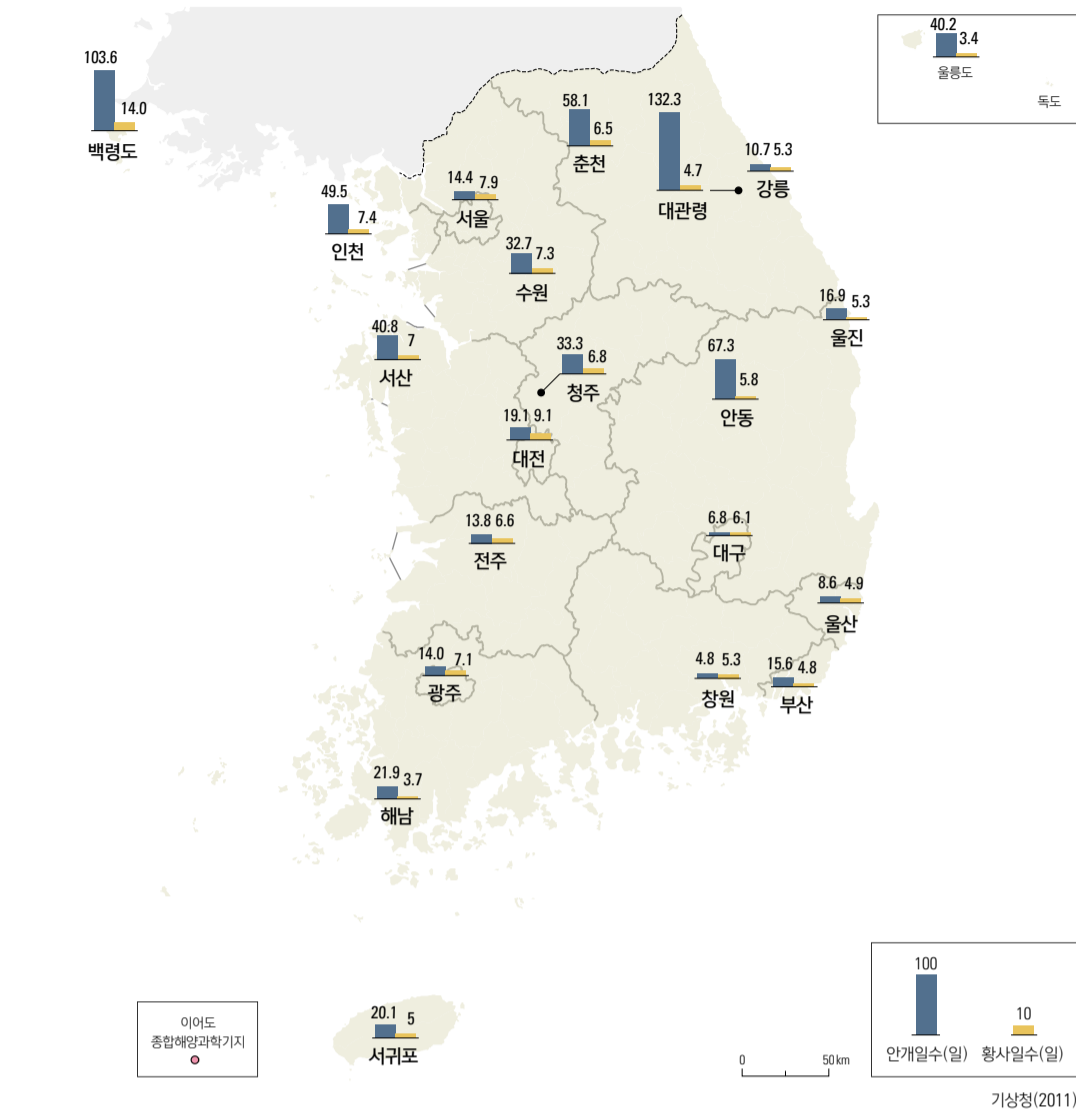 40.2 3.4
울릉도
독도
103.6 14.0
백령도
58.1 6.5
춘천
132.3 4.7
대관령
10.7 5.3
강릉
14.4 7.9
서울
49.5 7.4
인천
32.7 7.3
수원
16.9 5.3
울진
40.8 7
서산
33.3 6.8
청주
67.3 5.8
안동
19.1 9.1
대전
13.8 6.6
전주
6.8 6.1
대구
8.6 4.9
울산
14.0 7.1
광주
4.8 5.3
창원
15.6 4.8
부산
21.9 3.7
해남
20.1 5
서귀포
이어도
종합해양과학기지
0 50km
100 10
안개일수(일) 황사일수(일)
기상청(2011)